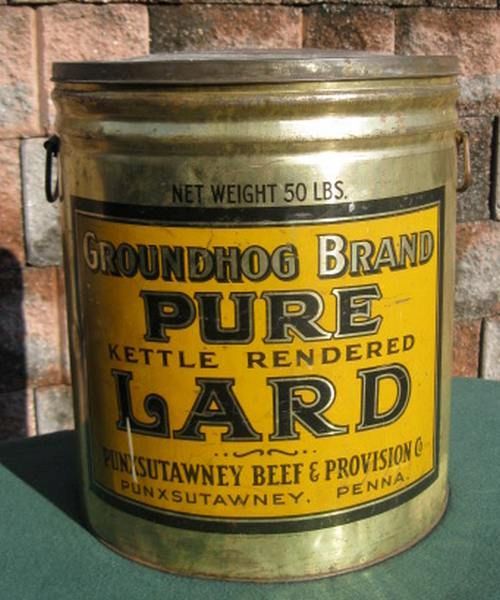 NET WEIGHT 50 LBS.
GROUNDHOG BRAND
PURE
KETTLE RENDERED
LARD
PUNXSUTAWNEY BEEF & PROVISION CO
PUNXSUTAWNEY, PENNA.